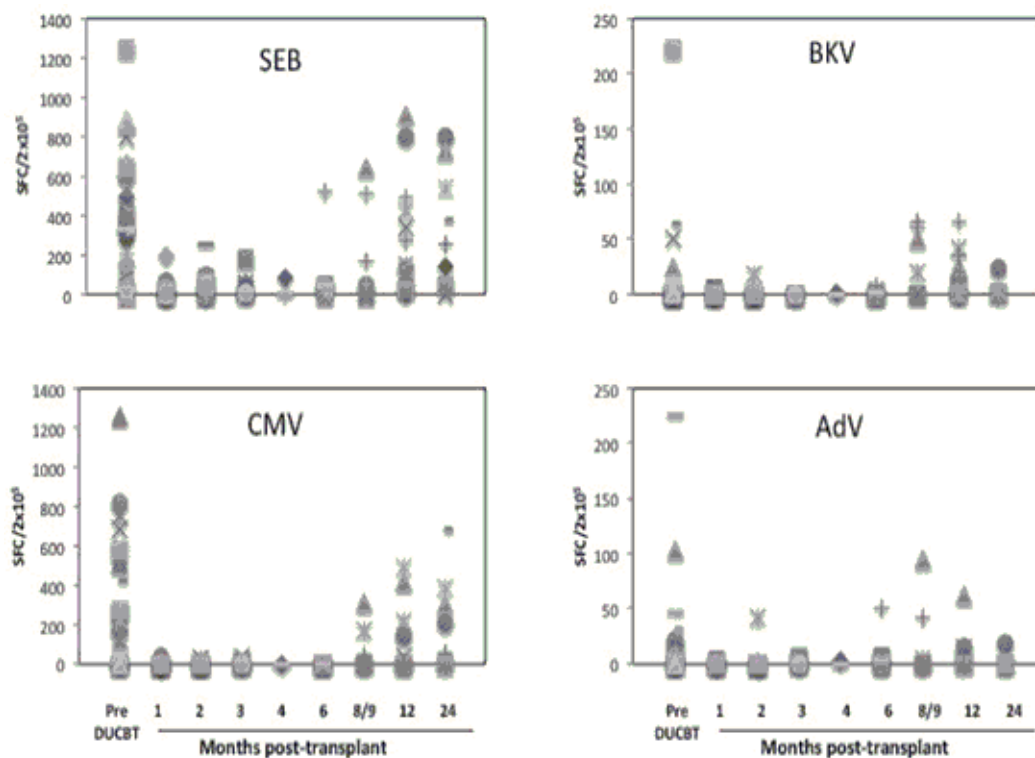 SEB
SFC/2x10⁵
1400
1200
1000
800
600
400
200
0
BKV
SFC/2x10⁵
250
200
150
100
50
0
CMV
SFC/2x10⁵
1400
1200
1000
800
600
400
200
0
Pre DUCBT 1 2 3 4 6 8/9 12 24
Months post-transplant
AdV
SFC/2x10⁵
250
200
150
100
50
0
Pre DUCBT 1 2 3 4 6 8/9 12 24
Months post-transplant